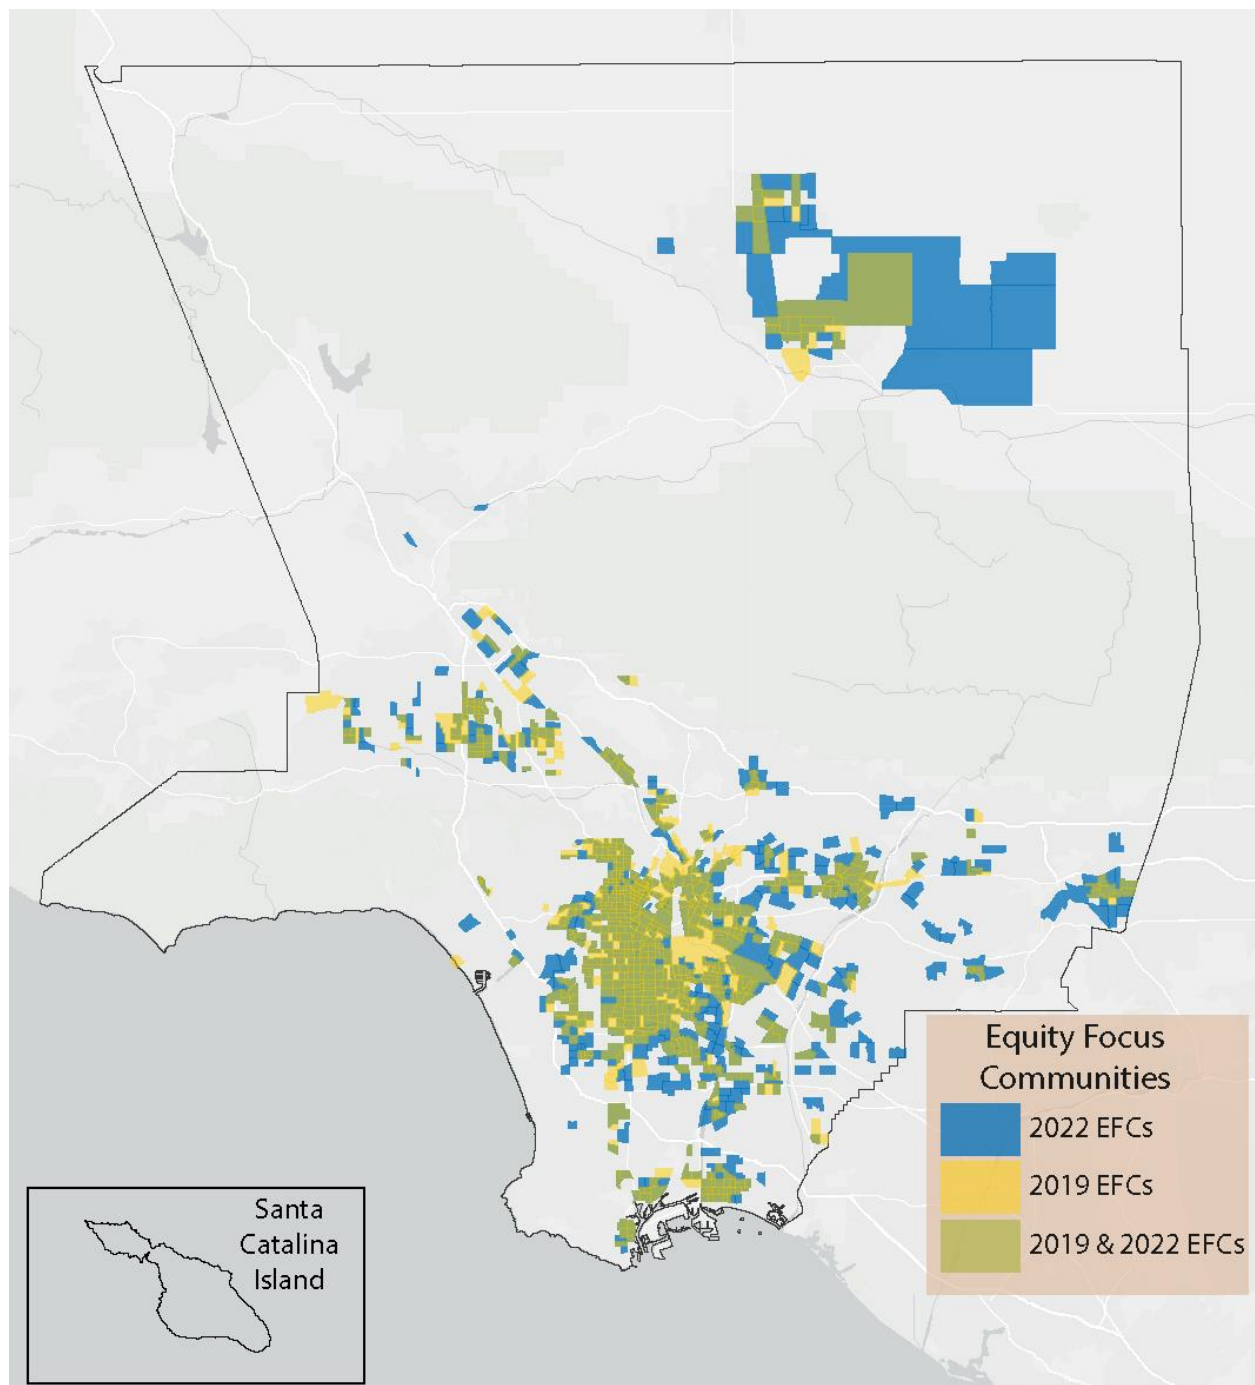 Equity Focus
Communities
2022 EFCs
2019 EFCs
2019 & 2022 EFCs
Santa
Catalina
Island